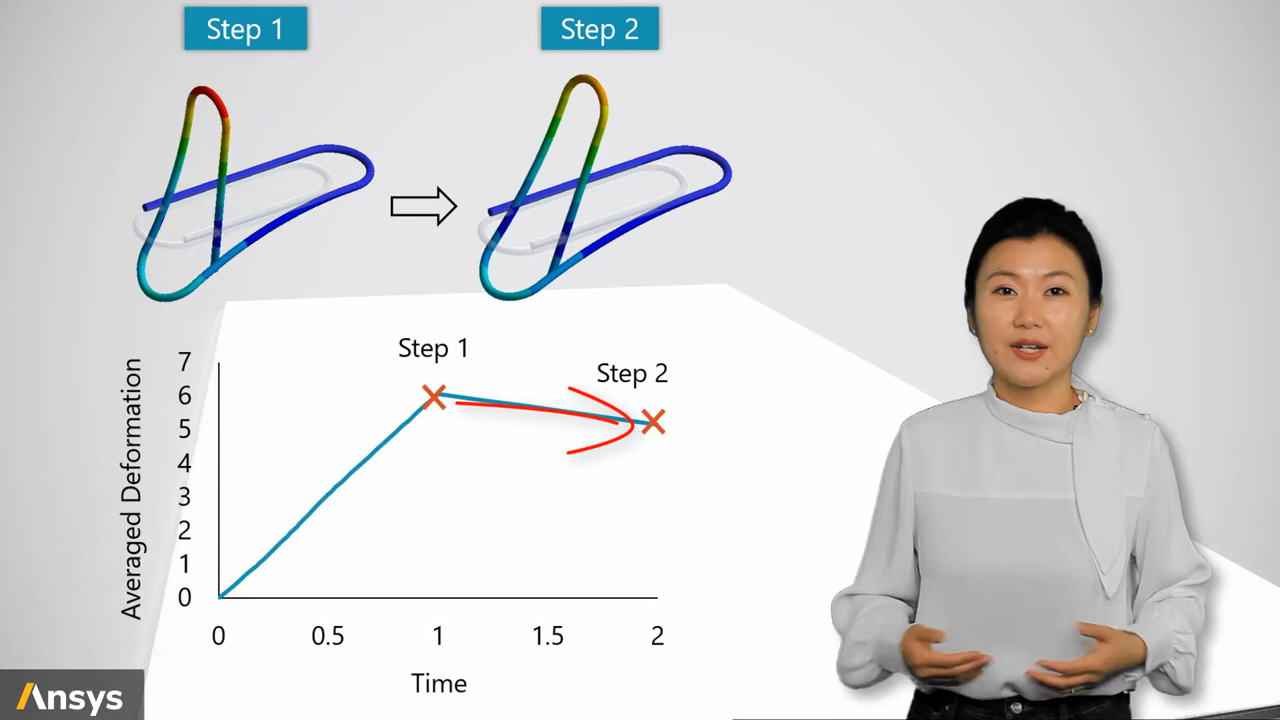 Step 1
Step 2
Step 1
Step 2
Averaged Deformation
7
6
5
4
3
2
1
0
0 0.5 1 1.5 2
Time
Ansys